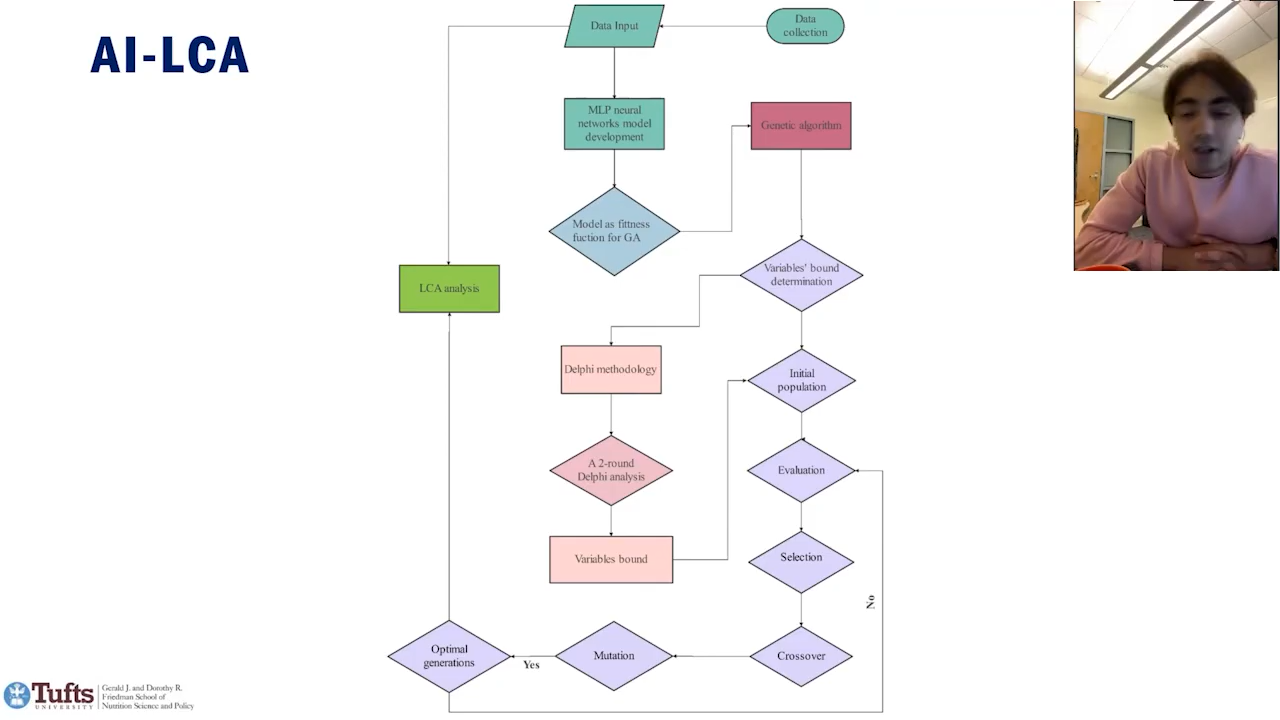 AI-LCA
Data Input
Data
collection
MLP neural
networks model
development
Genetic algorithm
Model as fittness
fuction for GA
Variables' bound
determination
LCA analysis
Delphi methodology
Initial
population
A 2-round
Delphi analysis
Evaluation
Variables bound
Selection
No
Optimal
generations
Yes
Mutation
Crossover
Tufts
UNIVERSITY
Gerald J. and Dorothy R.
Friedman School of
Nutrition Science and Policy